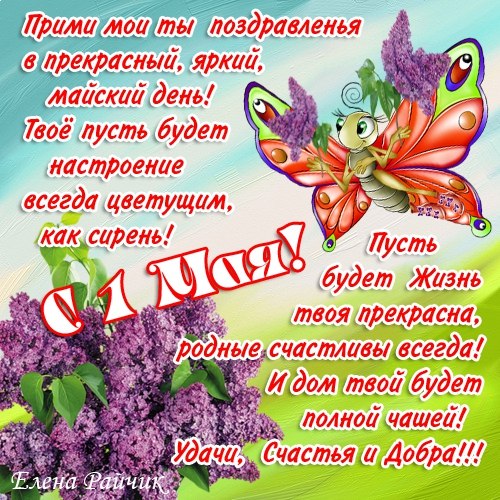 Прими мои ты поздравленья
в прекрасный, яркий,
майский день!
Твоё пусть будет
настроение
всегда цветущим,
как сирень!
С 1 Мая!
Пусть
будет Жизнь
твоя прекрасна,
родные счастливы всегда!
И дом твой будет
полной чашей!
Удачи, Счастья и Добра!!!
Елена Райчик